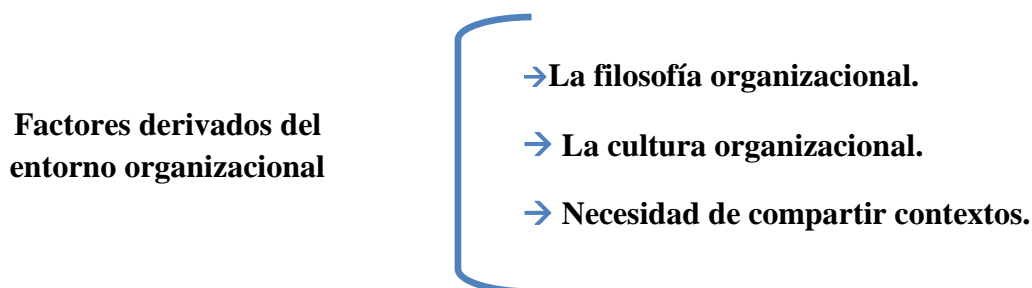 Factores derivados del
entorno organizacional
→La filosofía organizacional.
→ La cultura organizacional.
→ Necesidad de compartir contextos.